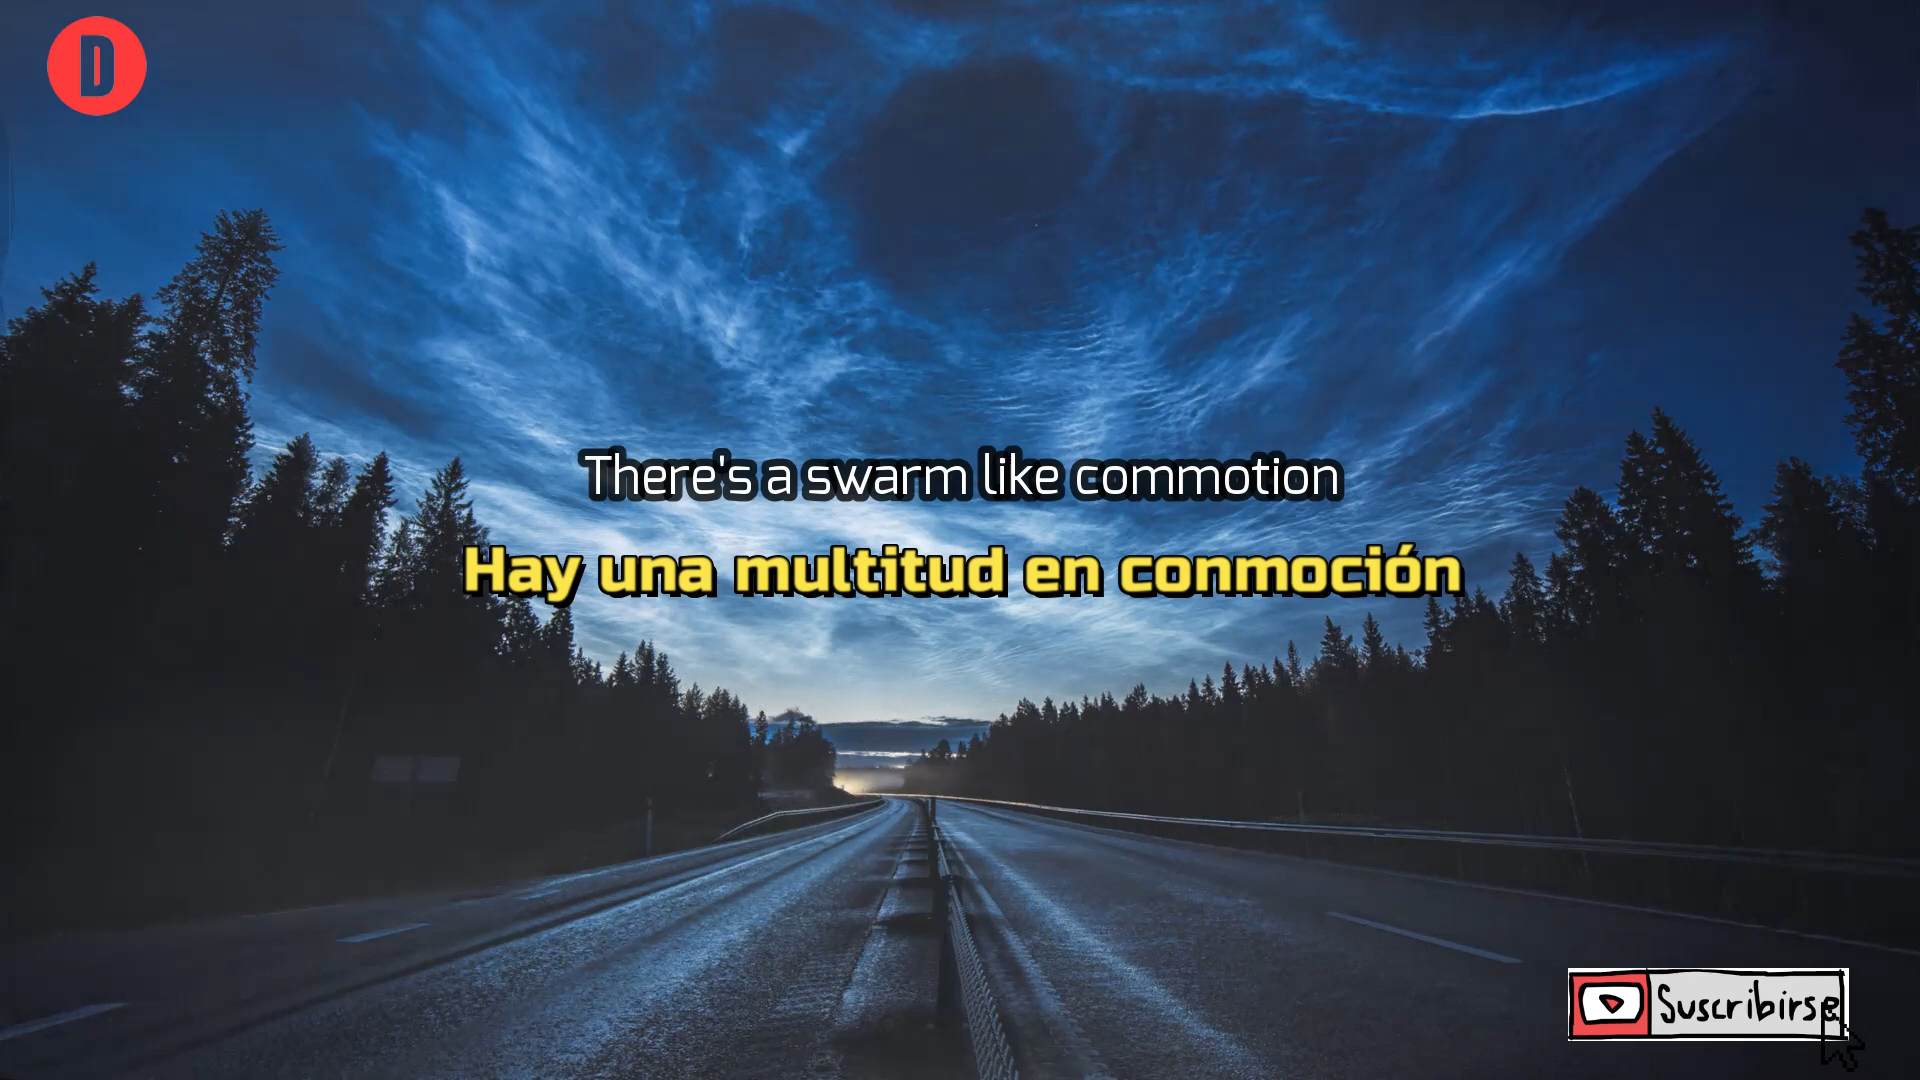 D
There's a swarm like commotion
Hay una multitud en conmoción
Suscribirse